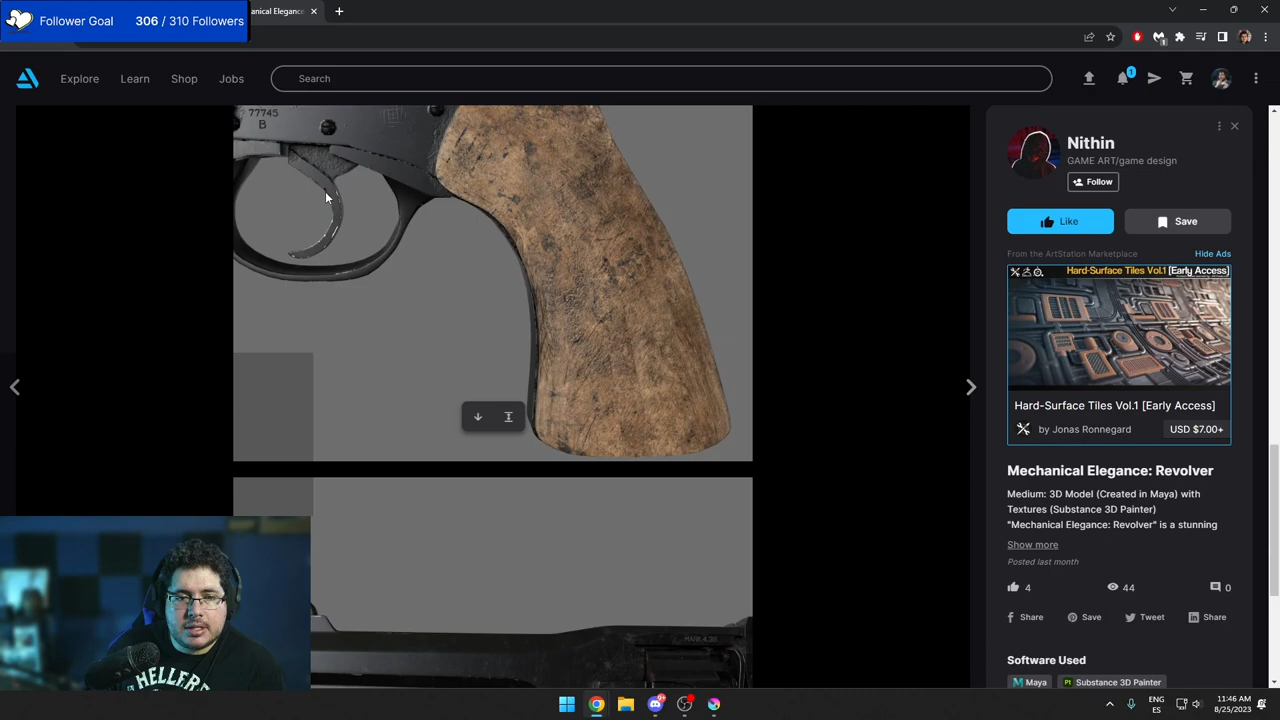 Follower Goal 306 / 310 Followers
anical Elegance
Explore Learn Shop Jobs Search 1
77745
B
Nithin
GAME ART/game design
Follow
Like Save
From the ArtStation Marketplace Hide Ads
Hard-Surface Tiles Vol.1 [Early Access]
Hard-Surface Tiles Vol.1 [Early Access]
by Jonas Ronnegard USD $7.00+
Mechanical Elegance: Revolver
Medium: 3D Model (Created in Maya) with
Textures (Substance 3D Painter)
"Mechanical Elegance: Revolver" is a stunning
Show more
Posted last month
4 44 0
Share Save Tweet Share
Software Used
Maya Pt Substance 3D Painter
HELLFER
ENG
ES
11:46 AM
8/25/2023